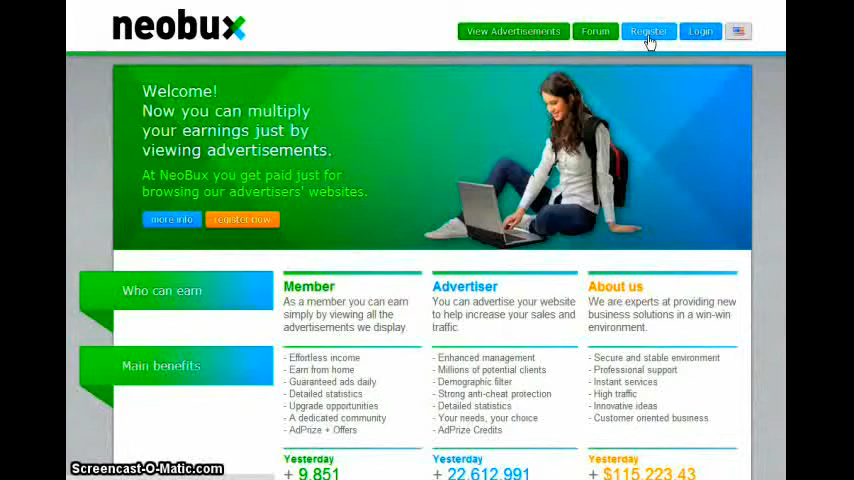 neobux
View Advertisements
Forum
Register
Login
Welcome!
Now you can multiply
your earnings just by
viewing advertisements.
At NeoBux you get paid just for
browsing our advertisers' websites.
more info
register now
Who can earn
Member
As a member you can earn
simply by viewing all the
advertisements we display.
Advertiser
You can advertise your website
to help increase your sales and
traffic.
About us
We are experts at providing new
business solutions in a win-win
environment.
Main benefits
- Effortless income
- Earn from home
- Guaranteed ads daily
- Detailed statistics
- Upgrade opportunities
- A dedicated community
- AdPrize + Offers
- Enhanced management
- Millions of potential clients
- Demographic filter
- Strong anti-cheat protection
- Detailed statistics
- Your needs, your choice
- AdPrize Credits
- Secure and stable environment
- Professional support
- Instant services
- High traffic
- Innovative ideas
- Customer oriented business
Yesterday
+ 9,851
Yesterday
+ 22,612,991
Yesterday
+ $115,223.43
Screencast-O-Matic.com